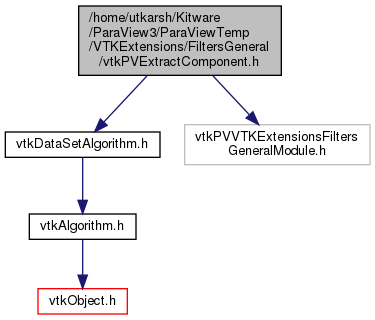 /home/utkarsh/Kitware
/ParaView3/ParaViewTemp
/VTKExtensions/FiltersGeneral
/vtkPVExtractComponent.h
vtkDataSetAlgorithm.h
vtkPVVTKExtensionsFilters
GeneralModule.h
vtkAlgorithm.h
vtkObject.h